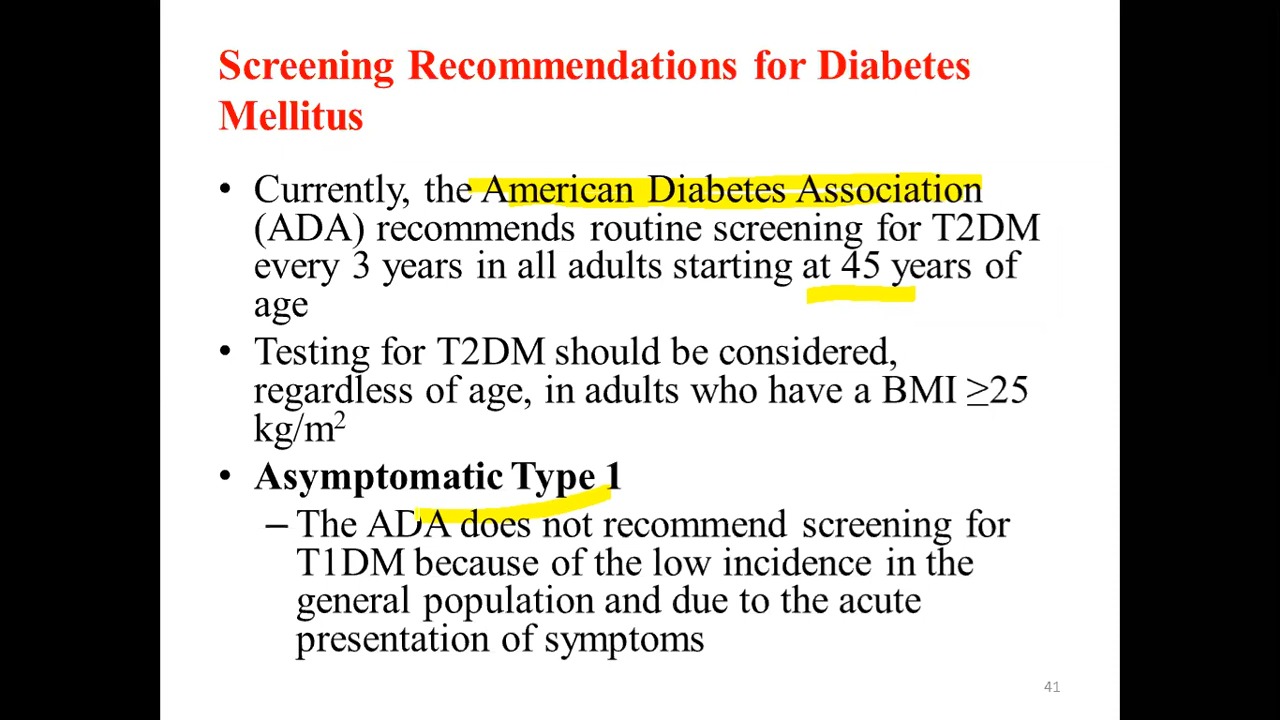 Screening Recommendations for Diabetes
Mellitus
• Currently, the American Diabetes Association
(ADA) recommends routine screening for T2DM
every 3 years in all adults starting at 45 years of
age
• Testing for T2DM should be considered,
regardless of age, in adults who have a BMI ≥25
kg/m²
• Asymptomatic Type 1
– The ADA does not recommend screening for
T1DM because of the low incidence in the
general population and due to the acute
presentation of symptoms
41